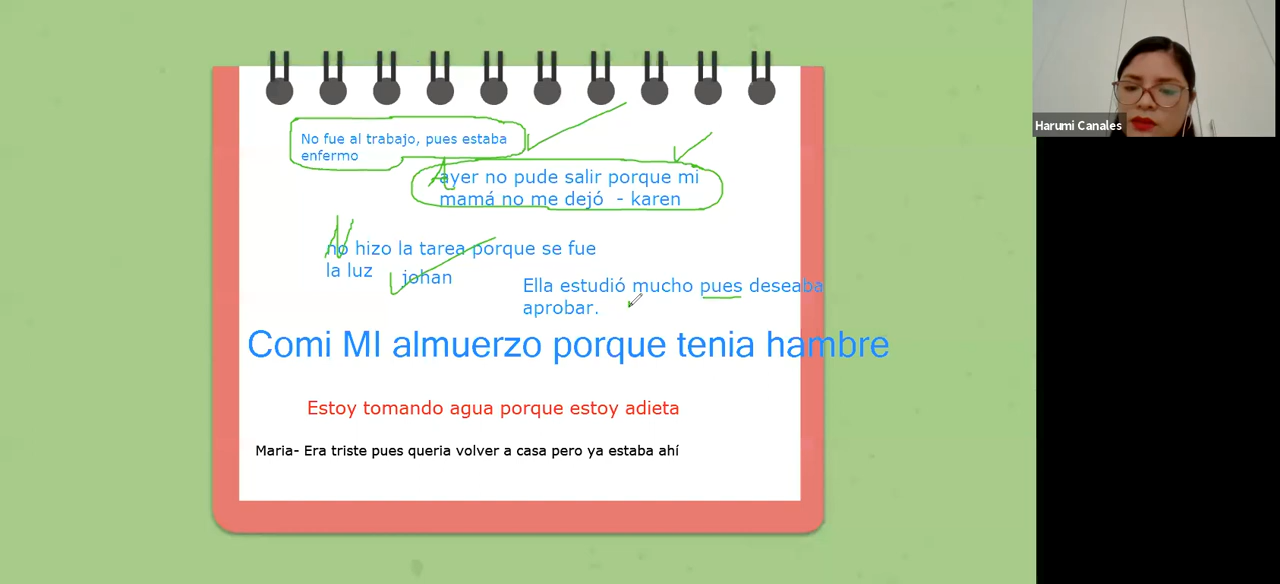 Harumi Canales
No fue al trabajo, pues estaba
enfermo
Ayer no pude salir porque mi
mamá no me dejó - karen
No hizo la tarea porque se fue
la luz
johan
Ella estudió mucho pues deseaba
aprobar.
Comi MI almuerzo porque tenia hambre
Estoy tomando agua porque estoy adieta
Maria- Era triste pues queria volver a casa pero ya estaba ahí